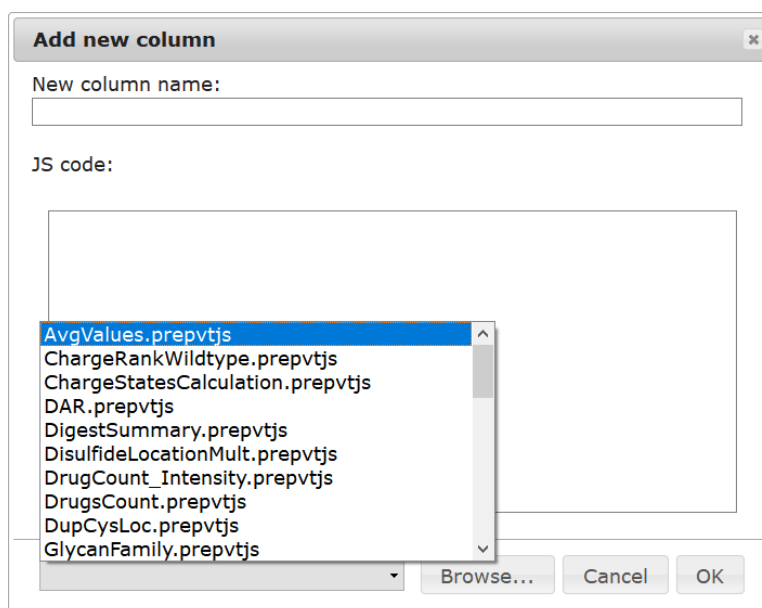 Add new column
New column name:
JS code:
AvgValues.prepvtjs
ChargeRankWildtype.prepvtjs
ChargeStatesCalculation.prepvtjs
DAR.prepvtjs
DigestSummary.prepvtjs
DisulfideLocationMult.prepvtjs
DrugCount_Intensity.prepvtjs
DrugsCount.prepvtjs
DupCysLoc.prepvtjs
GlycanFamily.prepvtjs
Browse... Cancel OK